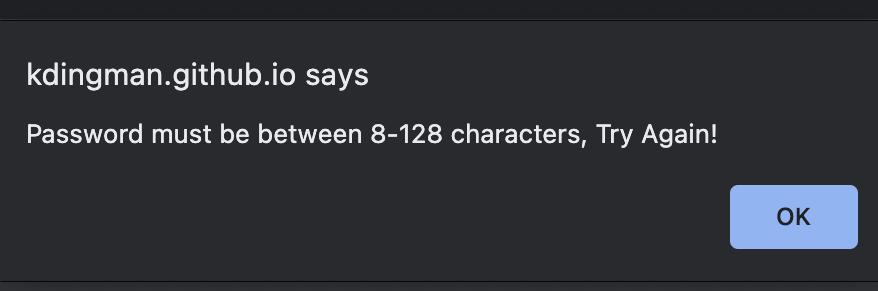 kdingman.github.io says
Password must be between 8-128 characters, Try Again!
OK